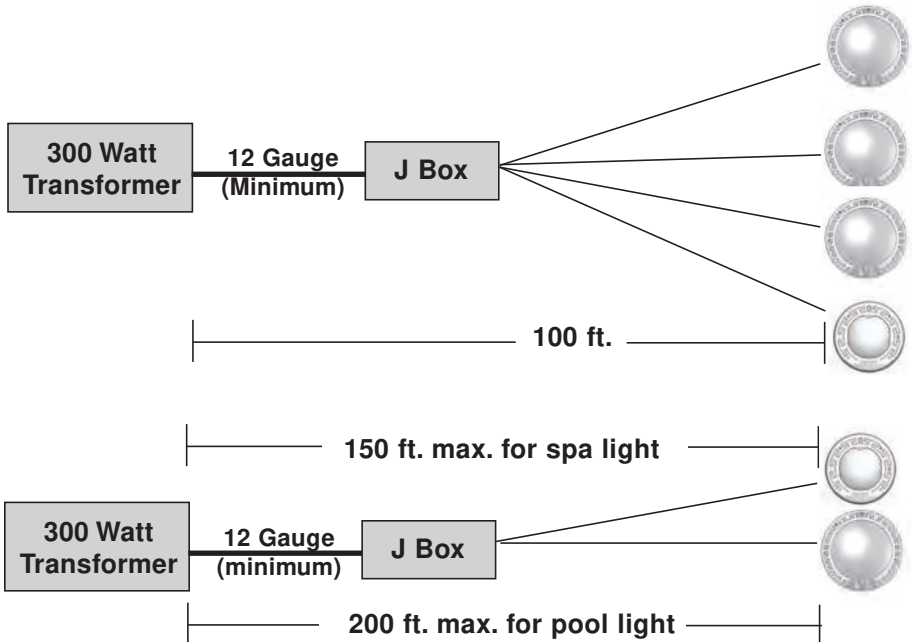 300 Watt
Transformer
12 Gauge
(Minimum)
J Box
100 ft.
150 ft. max. for spa light
300 Watt
Transformer
12 Gauge
(minimum)
J Box
200 ft. max. for pool light